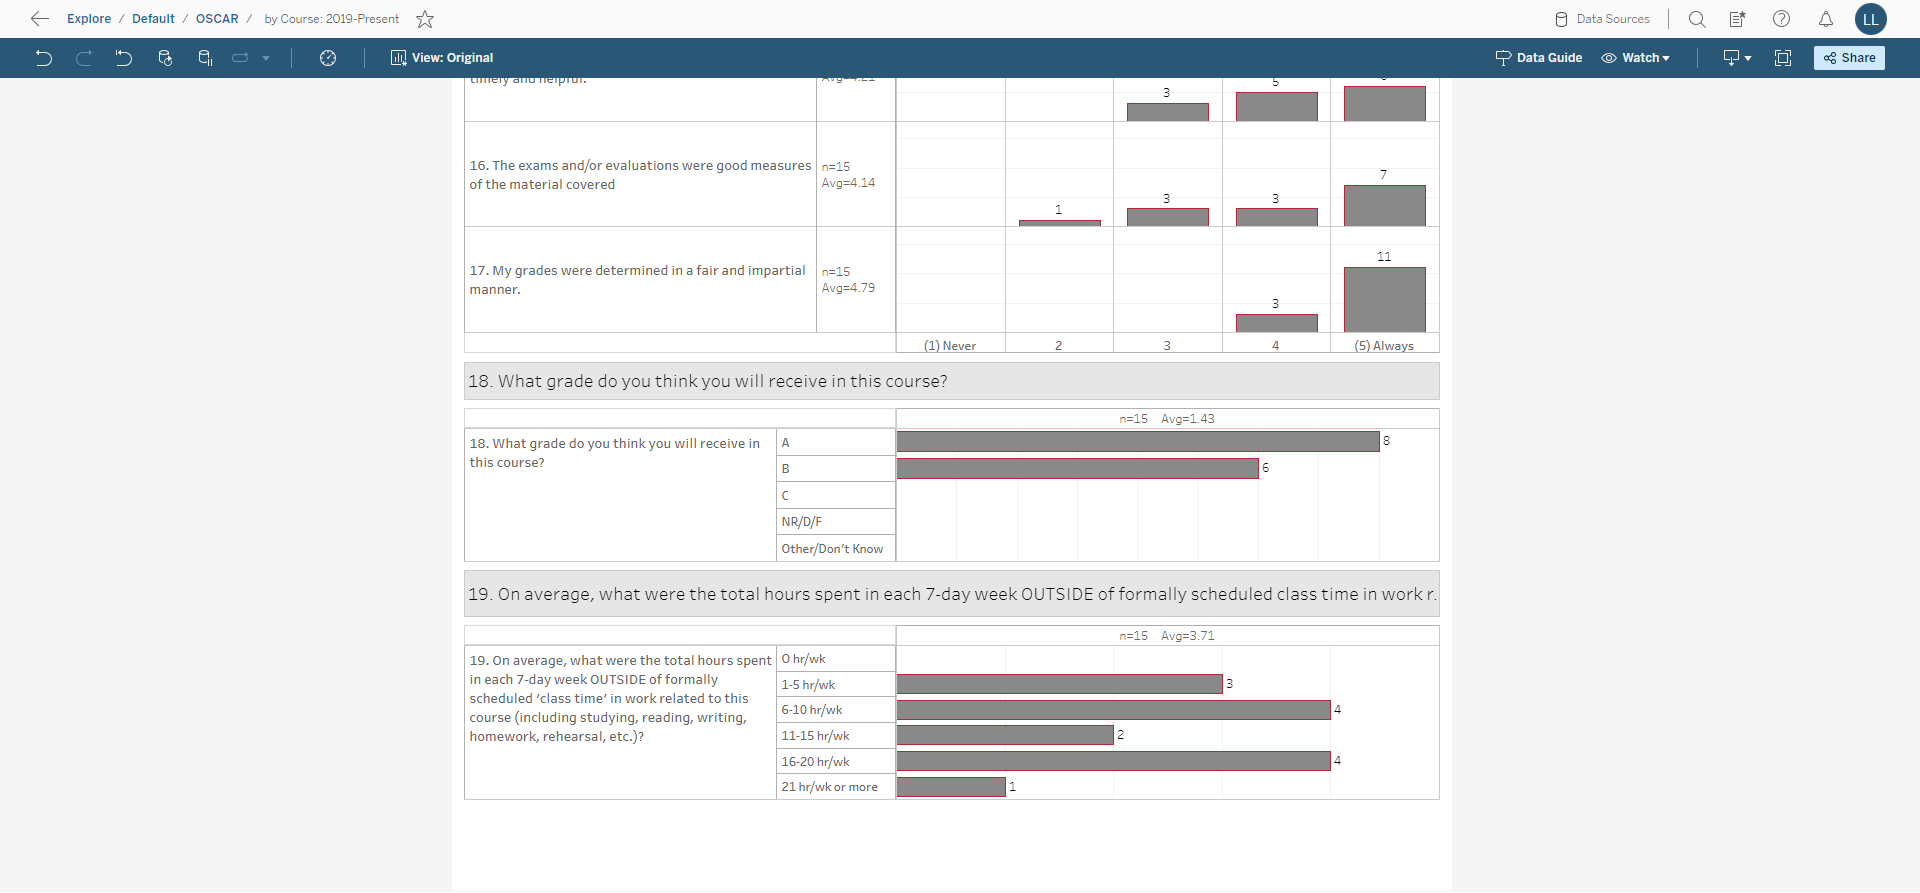 Explore / Default / OSCAR / by Course: 2019-Present
Data Sources
LL
View: Original
Data Guide
Watch
Share
timely and helpful.
Avg=4.21
3
5
16. The exams and/or evaluations were good measures
of the material covered
n=15
Avg=4.14
1
3
3
7
17. My grades were determined in a fair and impartial
manner.
n=15
Avg=4.79
3
11
(1) Never
2
3
4
(5) Always
18. What grade do you think you will receive in this course?
n=15 Avg=1.43
18. What grade do you think you will receive in
this course?
A
8
B
6
C
NR/D/F
Other/Don't Know
19. On average, what were the total hours spent in each 7-day week OUTSIDE of formally scheduled class time in work r.
n=15 Avg=3.71
19. On average, what were the total hours spent
in each 7-day week OUTSIDE of formally
scheduled 'class time' in work related to this
course (including studying, reading, writing,
homework, rehearsal, etc.)?
0 hr/wk
1-5 hr/wk
3
6-10 hr/wk
4
11-15 hr/wk
2
16-20 hr/wk
4
21 hr/wk or more
1